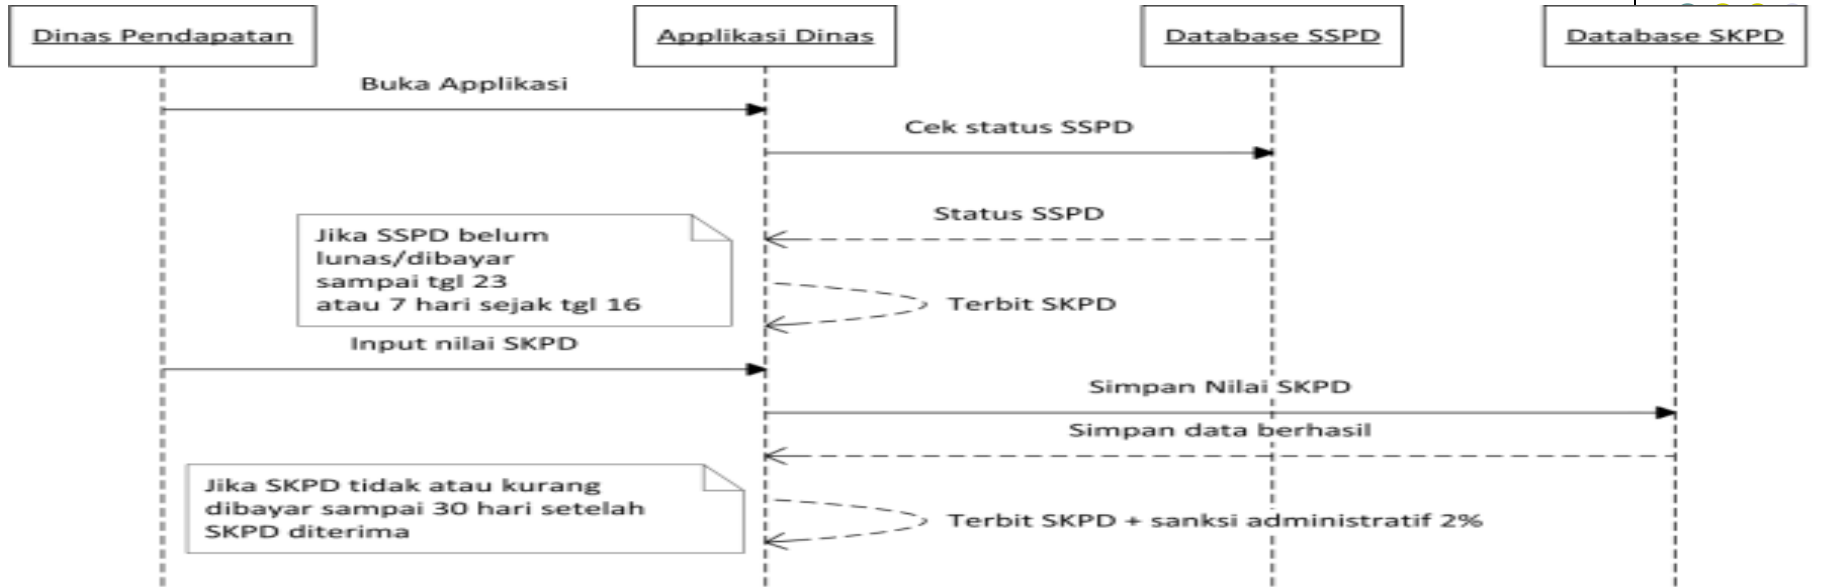 Dinas Pendapatan
Applikasi Dinas
Database SSPD
Database SKPD
Buka Applikasi
Cek status SSPD
Status SSPD
Jika SSPD belum
lunas/dibayar
sampai tgl 23
atau 7 hari sejak tgl 16
Terbit SKPD
Input nilai SKPD
Simpan Nilai SKPD
Simpan data berhasil
Jika SKPD tidak atau kurang
dibayar sampai 30 hari setelah
SKPD diterima
Terbit SKPD + sanksi administratif 2%